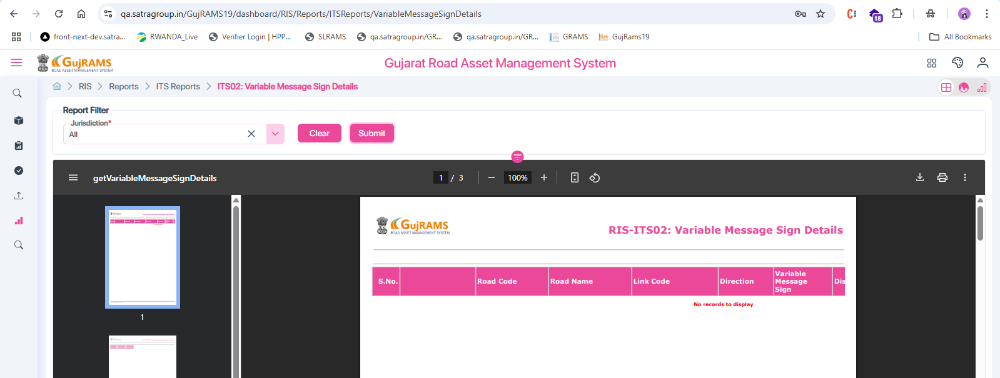 qa.satragroup.in/GujRAMS19/dashboard/RIS/Reports/ITSReports/VariableMessageSignDetails
18
front-next-dev.satra...
RWANDA_Live
Verifier Login | HPP...
SLRAMS
qa.satragroup.in/GR...
qa.satragroup.in/GR...
GRAMS
GujRams19
All Bookmarks
GujRAMS
ROAD ASSET MANAGEMENT SYSTEM
Gujarat Road Asset Management System
RIS
Reports
ITS Reports
ITS02: Variable Message Sign Details
Report Filter
Jurisdiction*
All
Clear
Submit
getVariableMessageSignDetails
1 / 3
100%
1
GujRAMS
ROAD ASSET MANAGEMENT SYSTEM
RIS-ITS02: Variable Message Sign Details
S.No.
Road Code
Road Name
Link Code
Direction
Variable
Message
Sign
Dis
No records to display